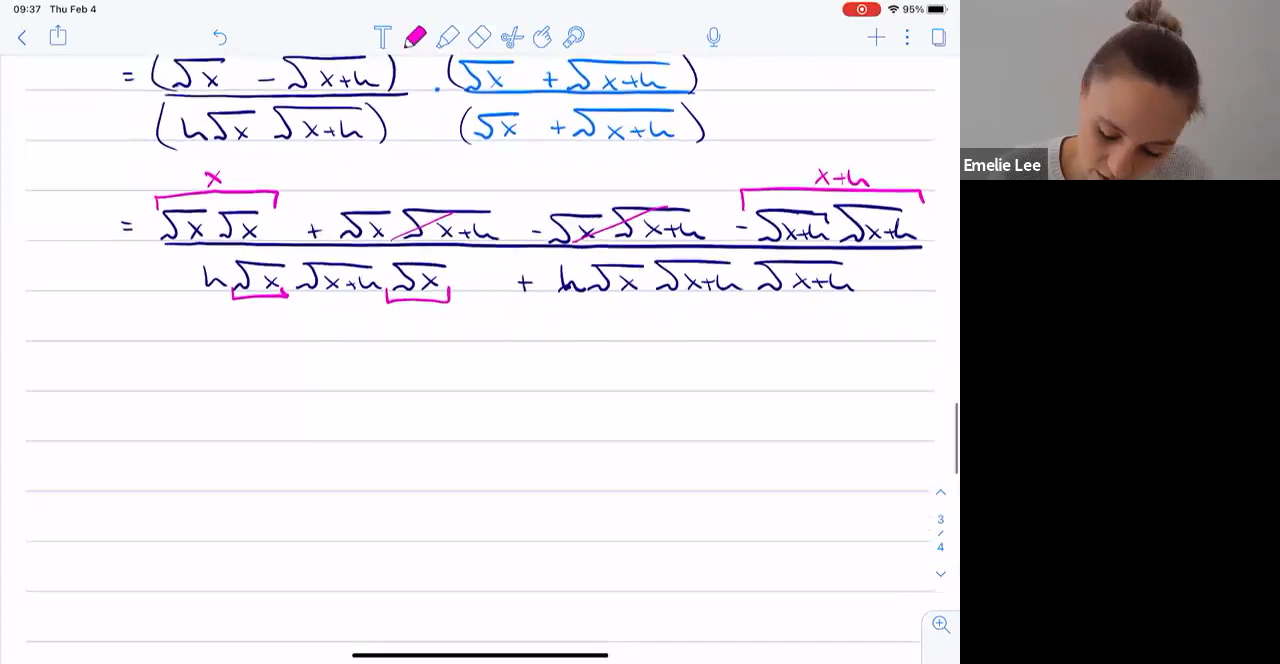 09:37 Thu Feb 4
95%
= (√x - √x+h) . (√x + √x+h)
(h√x √x+h) (√x + √x+h)
x x+h
= √x √x + √x √x+h - √x √x+h - √x+h √x+h
h√x √x+h √x + h√x √x+h √x+h
Emelie Lee
3
/
4